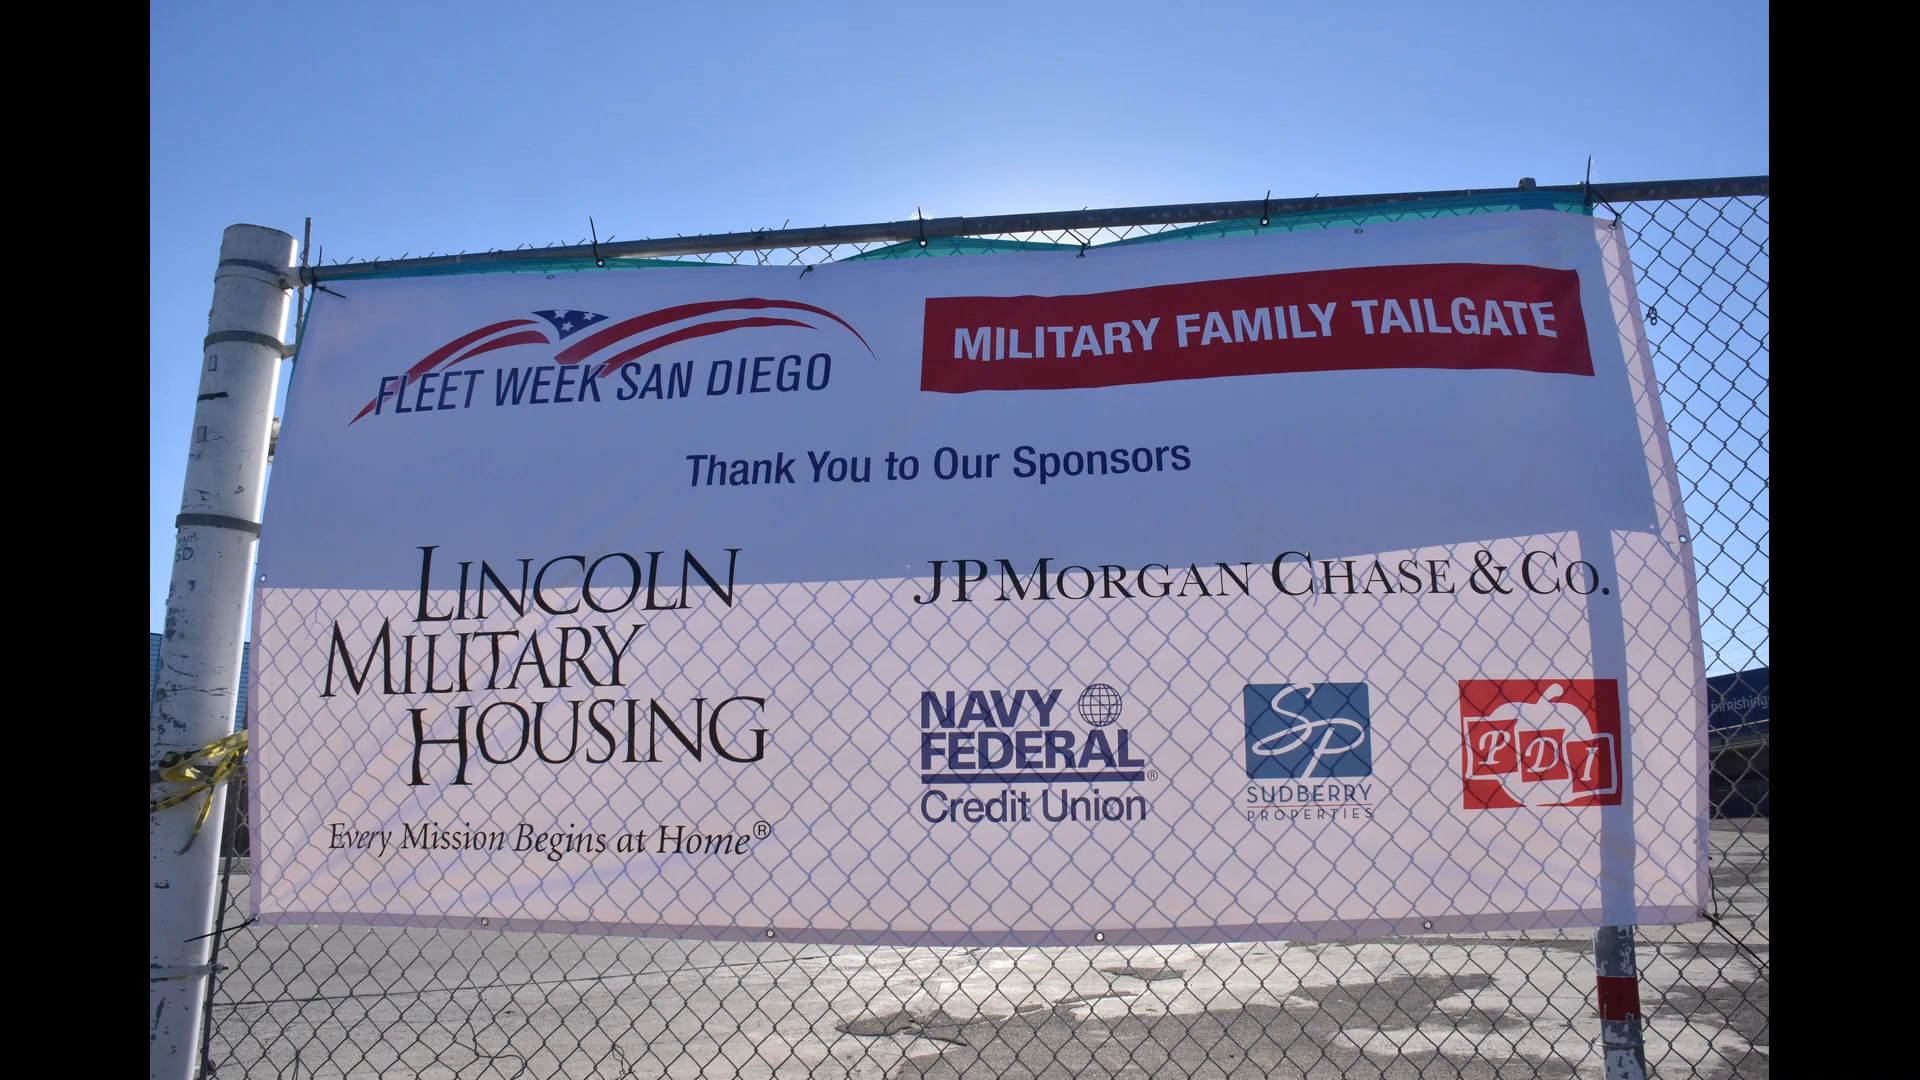 FLEET WEEK SAN DIEGO
MILITARY FAMILY TAILGATE
Thank You to Our Sponsors
LINCOLN
MILITARY
HOUSING
Every Mission Begins at Home®
JPMORGAN CHASE & CO.
NAVY
FEDERAL®
Credit Union
SP
SUDBERRY
PROPERTIES
PDI
SD